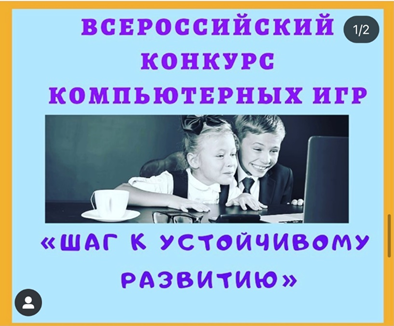 ВСЕРОССИЙСКИЙ
1/2
КОНКУРС
КОМПЬЮТЕРНЫХ ИГР
«ШАГ К УСТОЙЧИВОМУ
РАЗВИТИЮ»